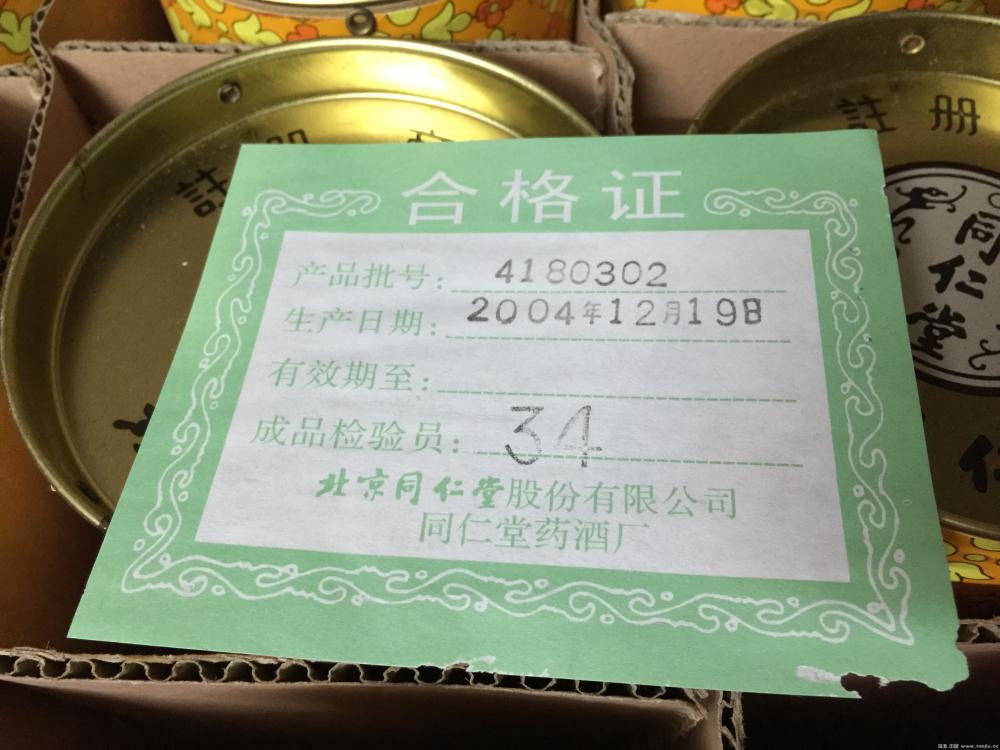 註冊
註 册
合格证
产品批号: 4180302
生产日期: 2004年12月19日
有效期至:
成品检验员: 34
北京同仁堂股份有限公司
同仁堂药酒厂
同仁堂